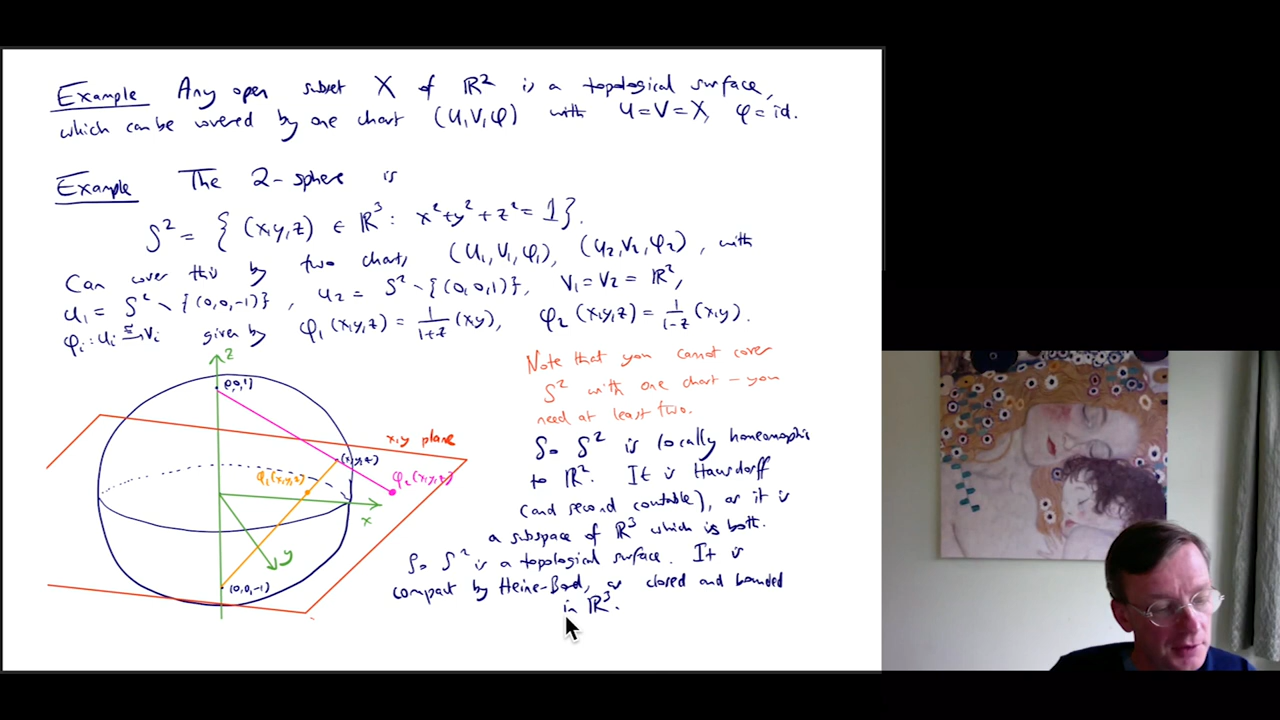 Example Any open subset X of ℝ² is a topological surface,
which can be covered by one chart (U,V,φ) with U=V=X, φ=id.
Example The 2-sphere is
S² = { (x,y,z) ∈ ℝ³ : x²+y²+z² = 1 }.
Can cover this by two chart, (U₁,V₁,φ₁), (U₂,V₂,φ₂), with
U₁ = S² \ {(0,0,-1)}, U₂ = S² \ {(0,0,1)}, V₁=V₂= ℝ²,
φᵢ : Uᵢ ≅→ Vᵢ given by φ₁(x,y,z) = 1/(1+z) (x,y), φ₂(x,y,z) = 1/(1-z) (x,y).
z
(0,0,1)
x,y plane
(x,y,z)
φ₁(x,y,z)
φ₂(x,y,z)
x
y
(0,0,-1)
Note that you cannot cover
S² with one chart - you
need at least two.
So S² is locally homeomorphic
to ℝ². It is Hausdorff
(and second countable), as it is
a subspace of ℝ³ which is both.
So S² is a topological surface. It is
compact by Heine-Borel, as closed and bounded
in ℝ³.